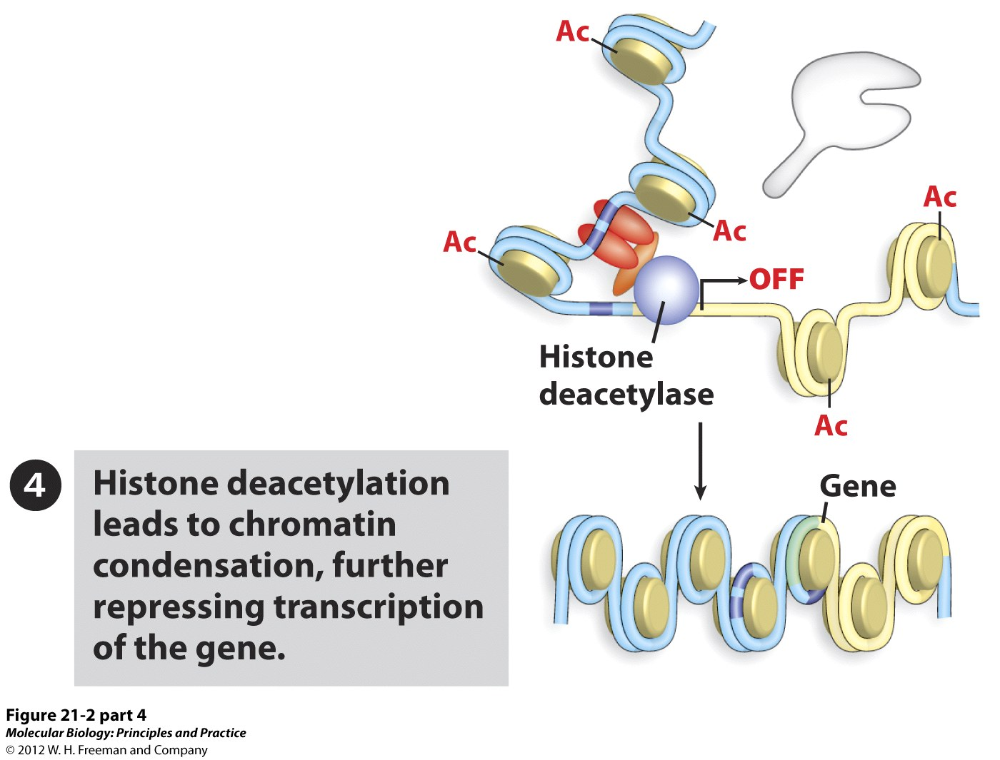 Ac
Ac
Ac
Ac
OFF
Histone
deacetylase
Ac
Gene
4
Histone deacetylation
leads to chromatin
condensation, further
repressing transcription
of the gene.
Figure 21-2 part 4
Molecular Biology: Principles and Practice
© 2012 W. H. Freeman and Company